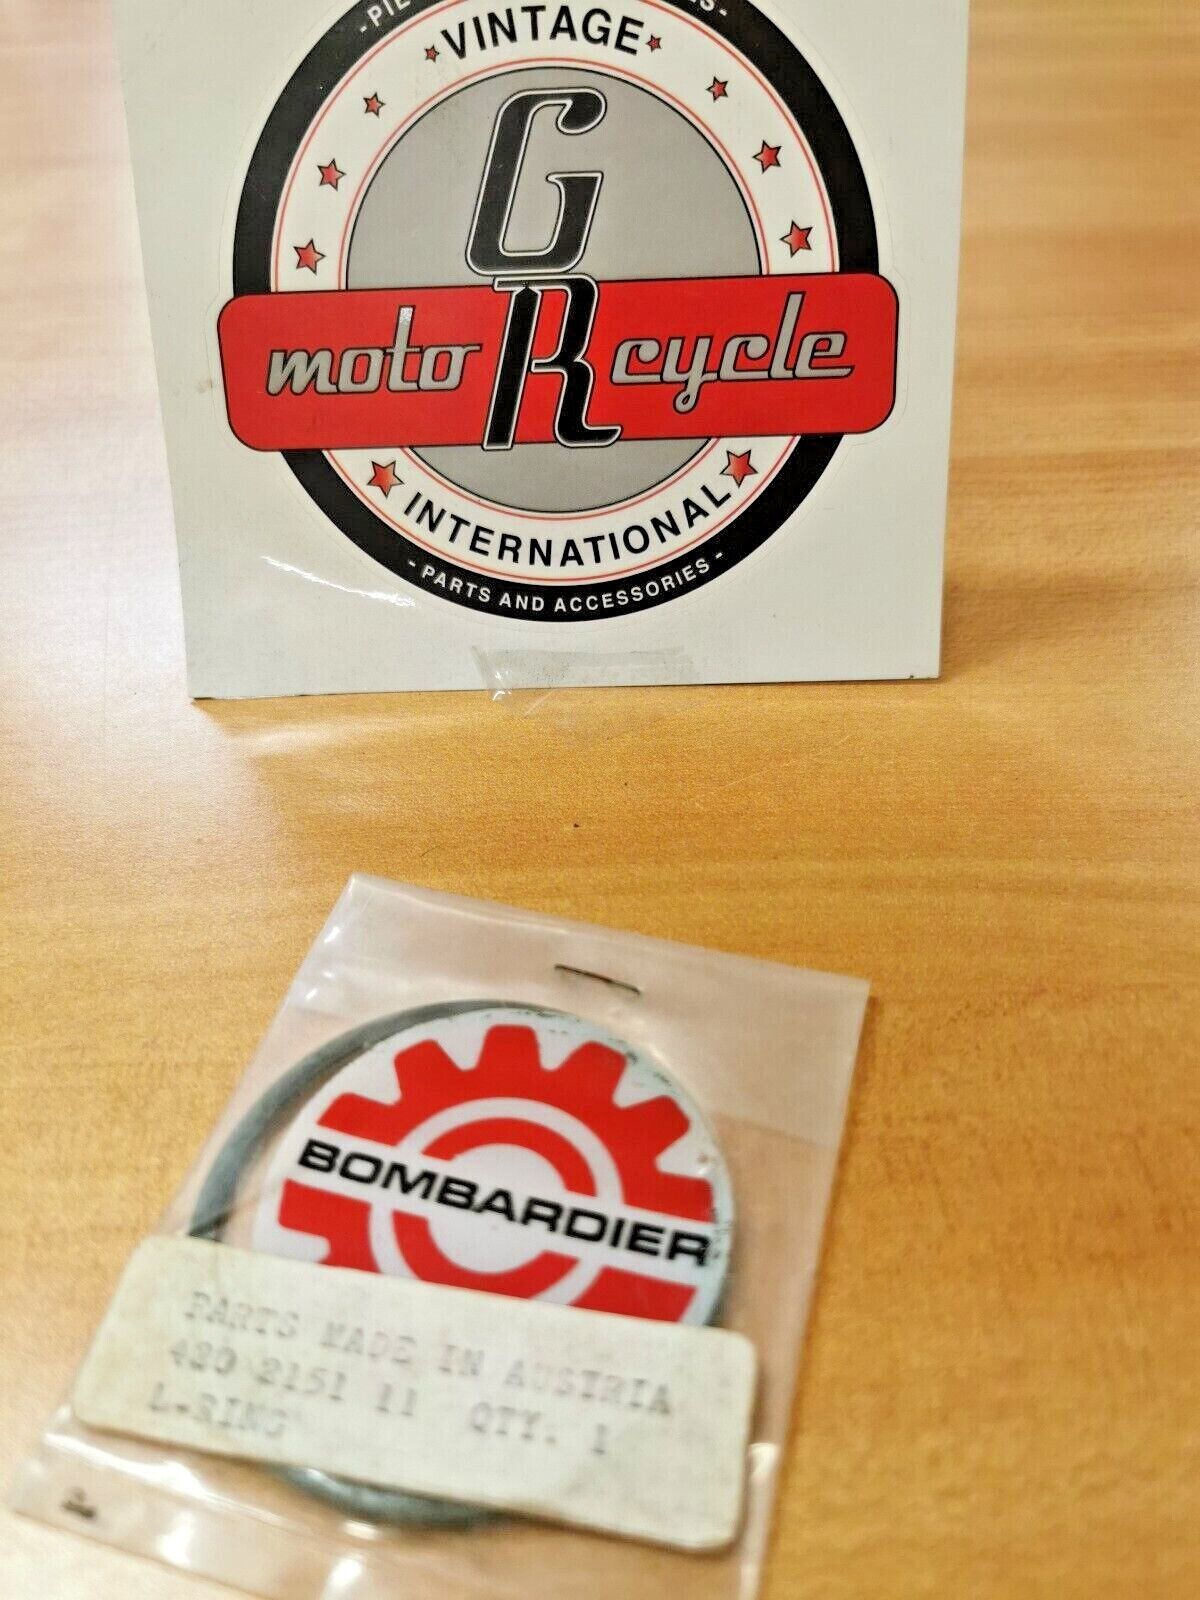 VINTAGE
G
moto R cycle
INTERNATIONAL
- PARTS AND ACCESSORIES -
BOMBARDIER
PARTS MADE IN AUSTRIA
420 2151 11 QTY. 1
L-RING